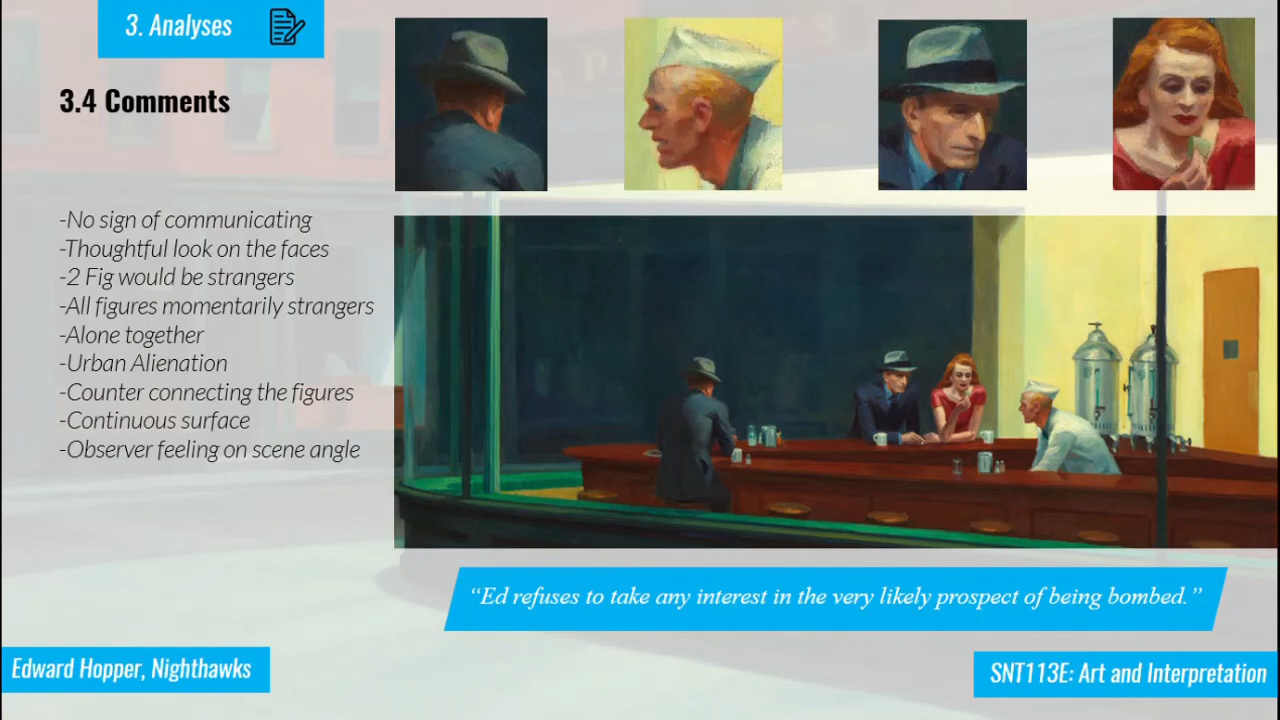 3. Analyses
3.4 Comments
-No sign of communicating
-Thoughtful look on the faces
-2 Fig would be strangers
-All figures momentarily strangers
-Alone together
-Urban Alienation
-Counter connecting the figures
-Continuous surface
-Observer feeling on scene angle
“Ed refuses to take any interest in the very likely prospect of being bombed.”
Edward Hopper, Nighthawks
SNT113E: Art and Interpretation